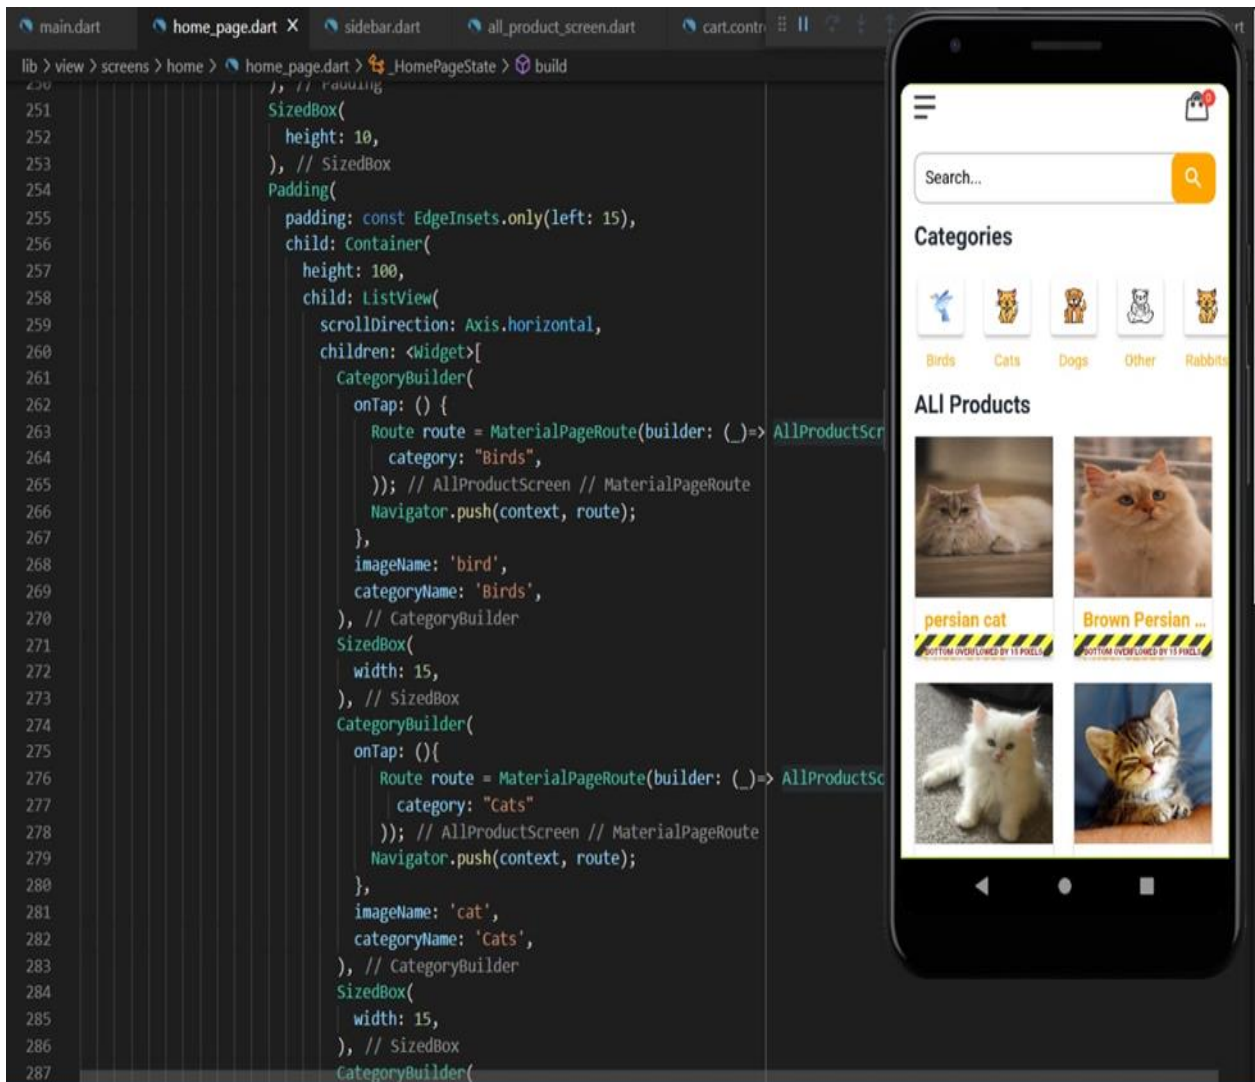 main.dart
home_page.dart X
sidebar.dart
all_product_screen.dart
cart.contr
rt
lib > view > screens > home > home_page.dart > _HomePageState > build
250 ), // Padding
251 SizedBox(
252 height: 10,
253 ), // SizedBox
254 Padding(
255 padding: const EdgeInsets.only(left: 15),
256 child: Container(
257 height: 100,
258 child: ListView(
259 scrollDirection: Axis.horizontal,
260 children: <Widget>[
261 CategoryBuilder(
262 onTap: () {
263 Route route = MaterialPageRoute(builder: (_)=> AllProductScr
264 category: "Birds",
265 )); // AllProductScreen // MaterialPageRoute
266 Navigator.push(context, route);
267 },
268 imageName: 'bird',
269 categoryName: 'Birds',
270 ), // CategoryBuilder
271 SizedBox(
272 width: 15,
273 ), // SizedBox
274 CategoryBuilder(
275 onTap: (){
276 Route route = MaterialPageRoute(builder: (_)=> AllProductSc
277 category: "Cats"
278 )); // AllProductScreen // MaterialPageRoute
279 Navigator.push(context, route);
280 },
281 imageName: 'cat',
282 categoryName: 'Cats',
283 ), // CategoryBuilder
284 SizedBox(
285 width: 15,
286 ), // SizedBox
287 CategoryBuilder(
0
Search...
Categories
Birds Cats Dogs Other Rabbits
ALl Products
persian cat
Brown Persian ...
BOTTOM OVERFLOWED BY 15 PIXELS
BOTTOM OVERFLOWED BY 15 PIXELS